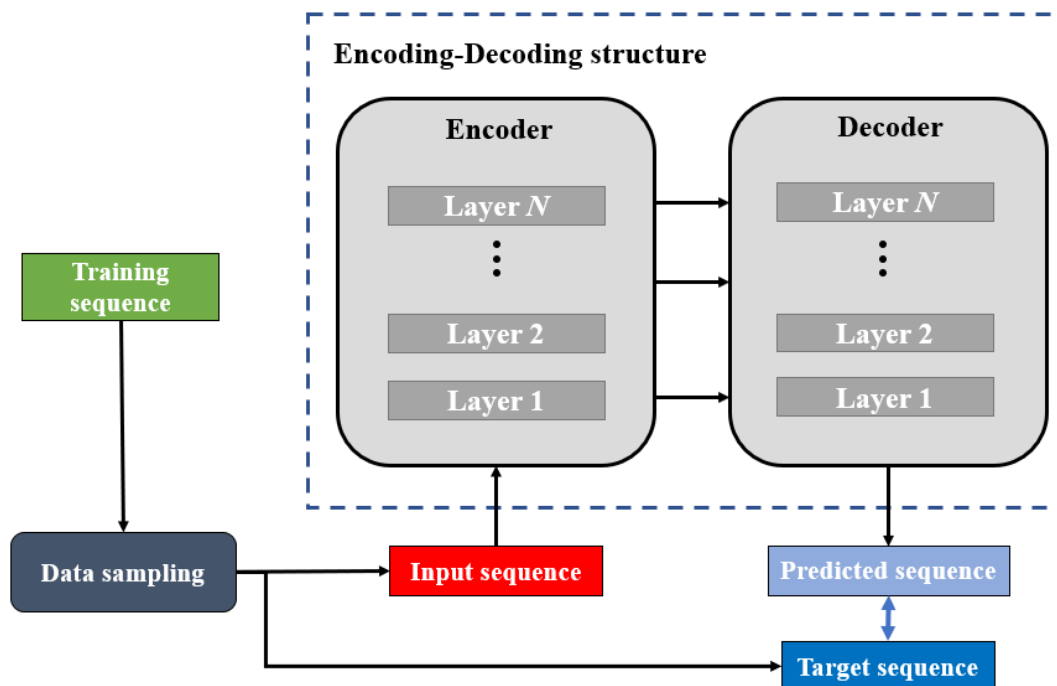 Encoding-Decoding structure
Encoder
Layer N
Layer 2
Layer 1
Decoder
Layer N
Layer 2
Layer 1
Training
sequence
Data sampling
Input sequence
Predicted sequence
Target sequence